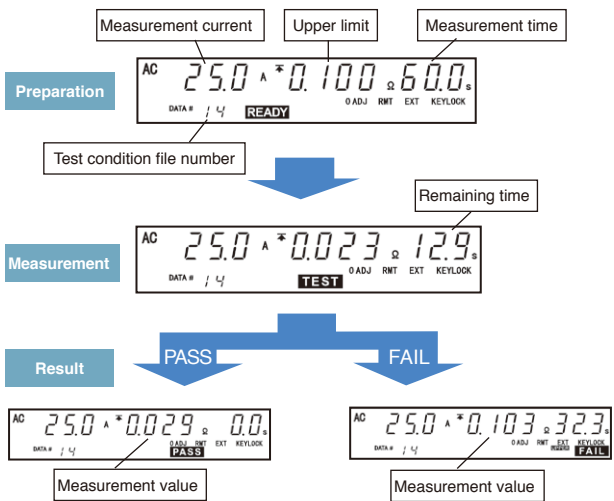 Measurement current
Upper limit
Measurement time
Preparation
AC 25.0 A 0.100 Ω 60.0 s
0 ADJ RMT EXT KEYLOCK
DATA # 14 READY
Test condition file number
Remaining time
Measurement
AC 25.0 A 0.023 Ω 12.9 s
0 ADJ RMT EXT KEYLOCK
DATA # 14 TEST
Result
PASS
FAIL
AC 25.0 A 0.029 Ω 0.0 s
0 ADJ RMT EXT KEYLOCK
DATA # 14 PASS
Measurement value
AC 25.0 A 0.103 Ω 32.3 s
0 ADJ RMT EXT KEYLOCK
DATA # 14 UPPER FAIL
Measurement value